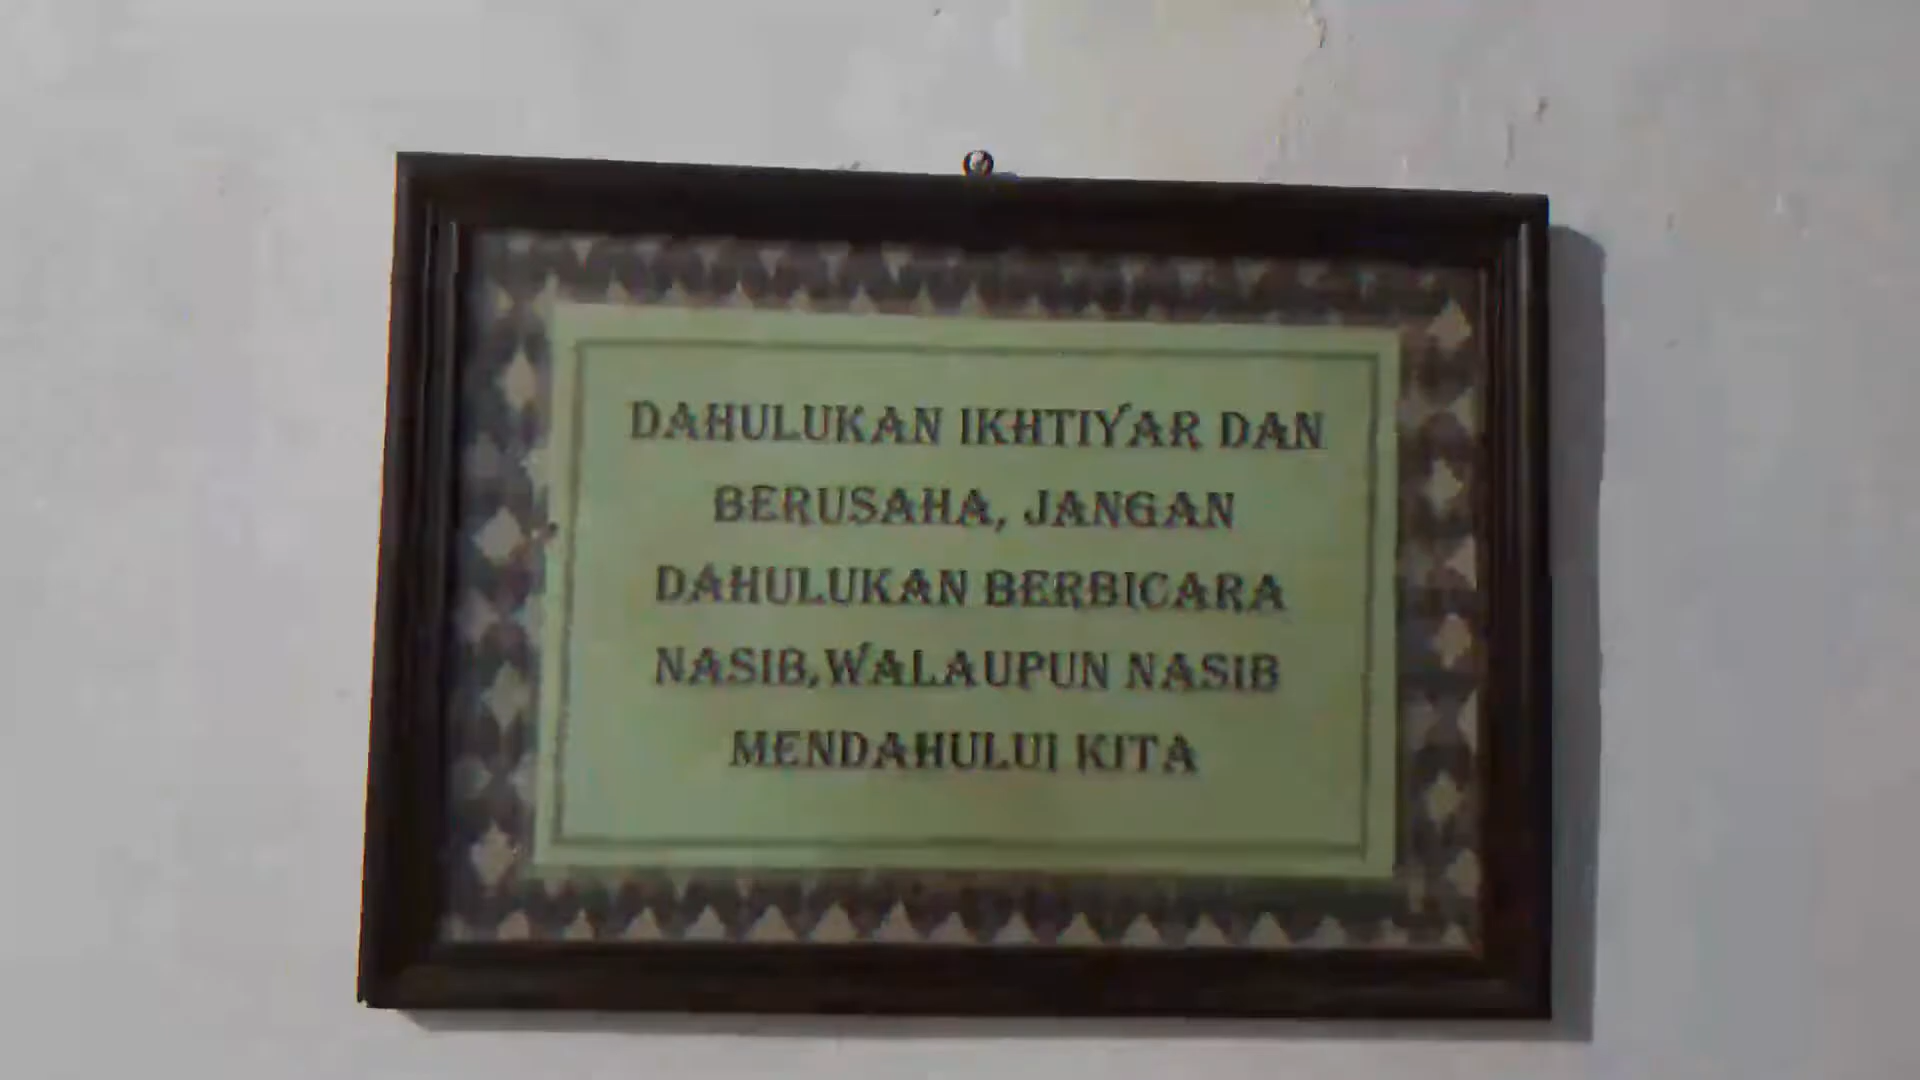 DAHULUKAN IKHTIYAR DAN
BERUSAHA, JANGAN
DAHULUKAN BERBICARA
NASIB,WALAUPUN NASIB
MENDAHULUI KITA